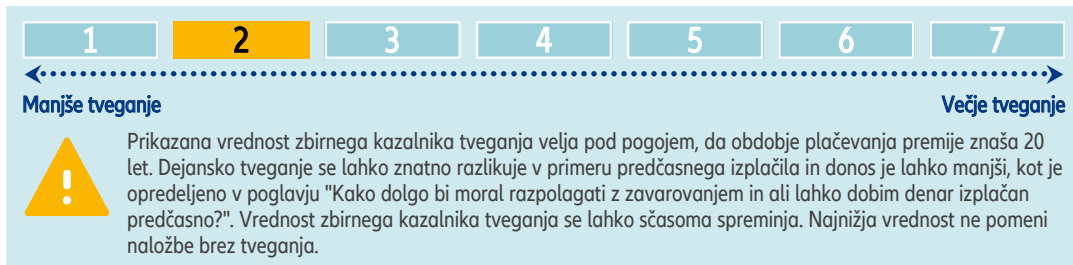 1 2 3 4 5 6 7
Manjše tveganje Večje tveganje
Prikazana vrednost zbirnega kazalnika tveganja velja pod pogojem, da obdobje plačevanja premije znaša 20
let. Dejansko tveganje se lahko znatno razlikuje v primeru predčasnega izplačila in donos je lahko manjši, kot je
opredeljeno v poglavju "Kako dolgo bi moral razpolagati z zavarovanjem in ali lahko dobim denar izplačan
predčasno?". Vrednost zbirnega kazalnika tveganja se lahko sčasoma spreminja. Najnižja vrednost ne pomeni
naložbe brez tveganja.